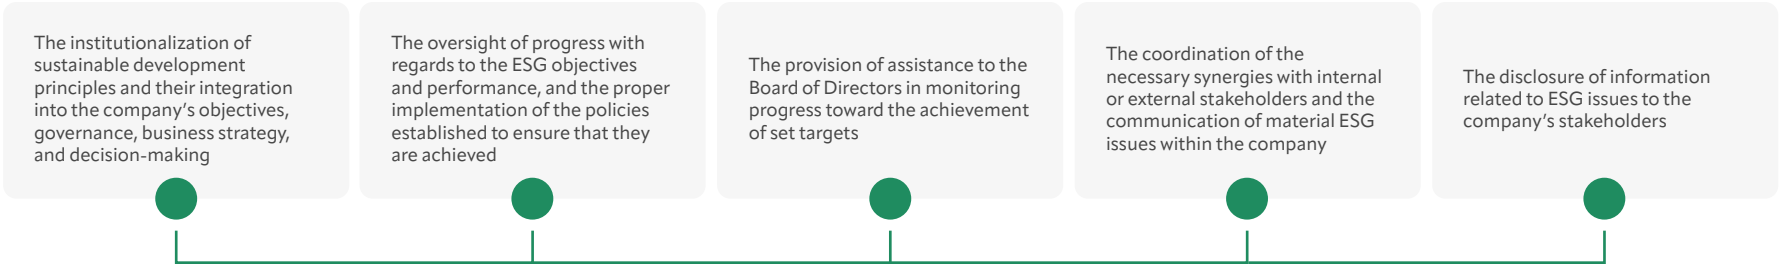 The institutionalization of
sustainable development
principles and their integration
into the company's objectives,
governance, business strategy,
and decision-making
The oversight of progress with
regards to the ESG objectives
and performance, and the proper
implementation of the policies
established to ensure that they
are achieved
The provision of assistance to the
Board of Directors in monitoring
progress toward the achievement
of set targets
The coordination of the
necessary synergies with internal
or external stakeholders and the
communication of material ESG
issues within the company
The disclosure of information
related to ESG issues to the
company's stakeholders